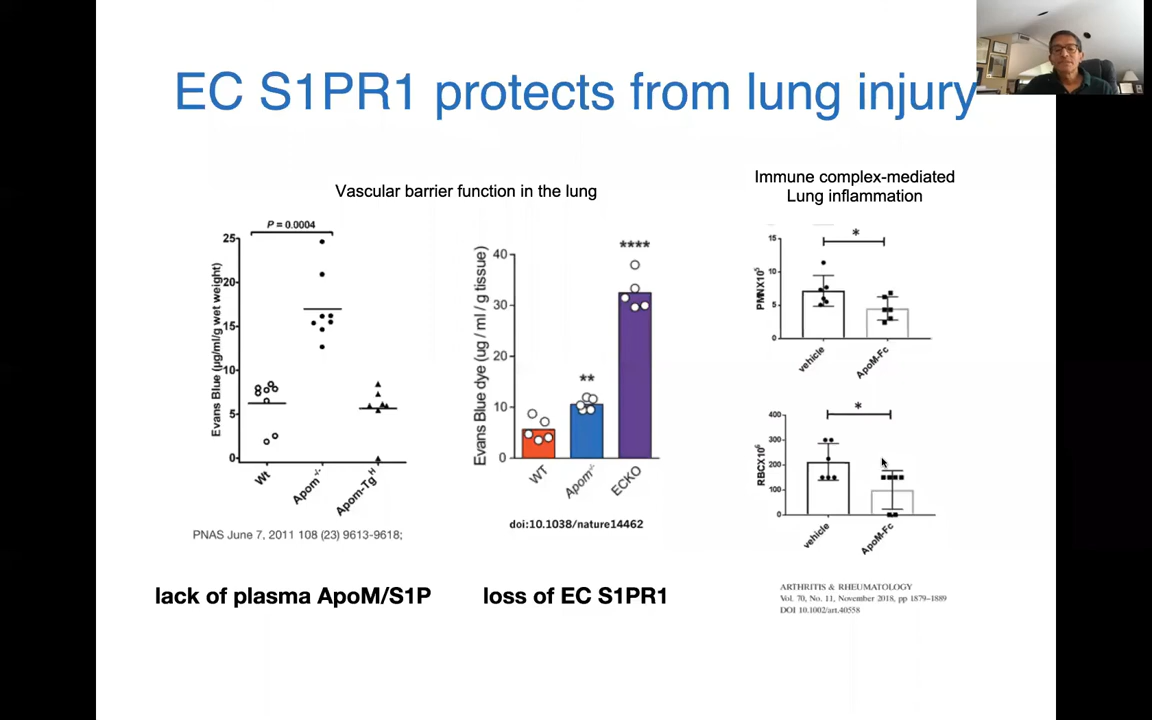 EC S1PR1 protects from lung injury
Vascular barrier function in the lung
P = 0.0004
Evans Blue (µg/ml/g wet weight)
25
20
15
10
5
0
Wt
Apom-/-
Apom-TgH
PNAS June 7, 2011 108 (23) 9613-9618;
lack of plasma ApoM/S1P
Evans Blue dye (ug / ml / g tissue)
40
30
20
10
0
**
****
WT
Apom-/-
ECKO
doi:10.1038/nature14462
loss of EC S1PR1
Immune complex-mediated
Lung inflammation
PMNX10⁵
15
10
5
0
*
vehicle
ApoM-Fc
400
300
200
100
0
*
vehicle
ApoM-Fc
ARTHRITIS & RHEUMATOLOGY
Vol. 70, No. 11, November 2018, pp 1879–1889
DOI 10.1002/art.40558